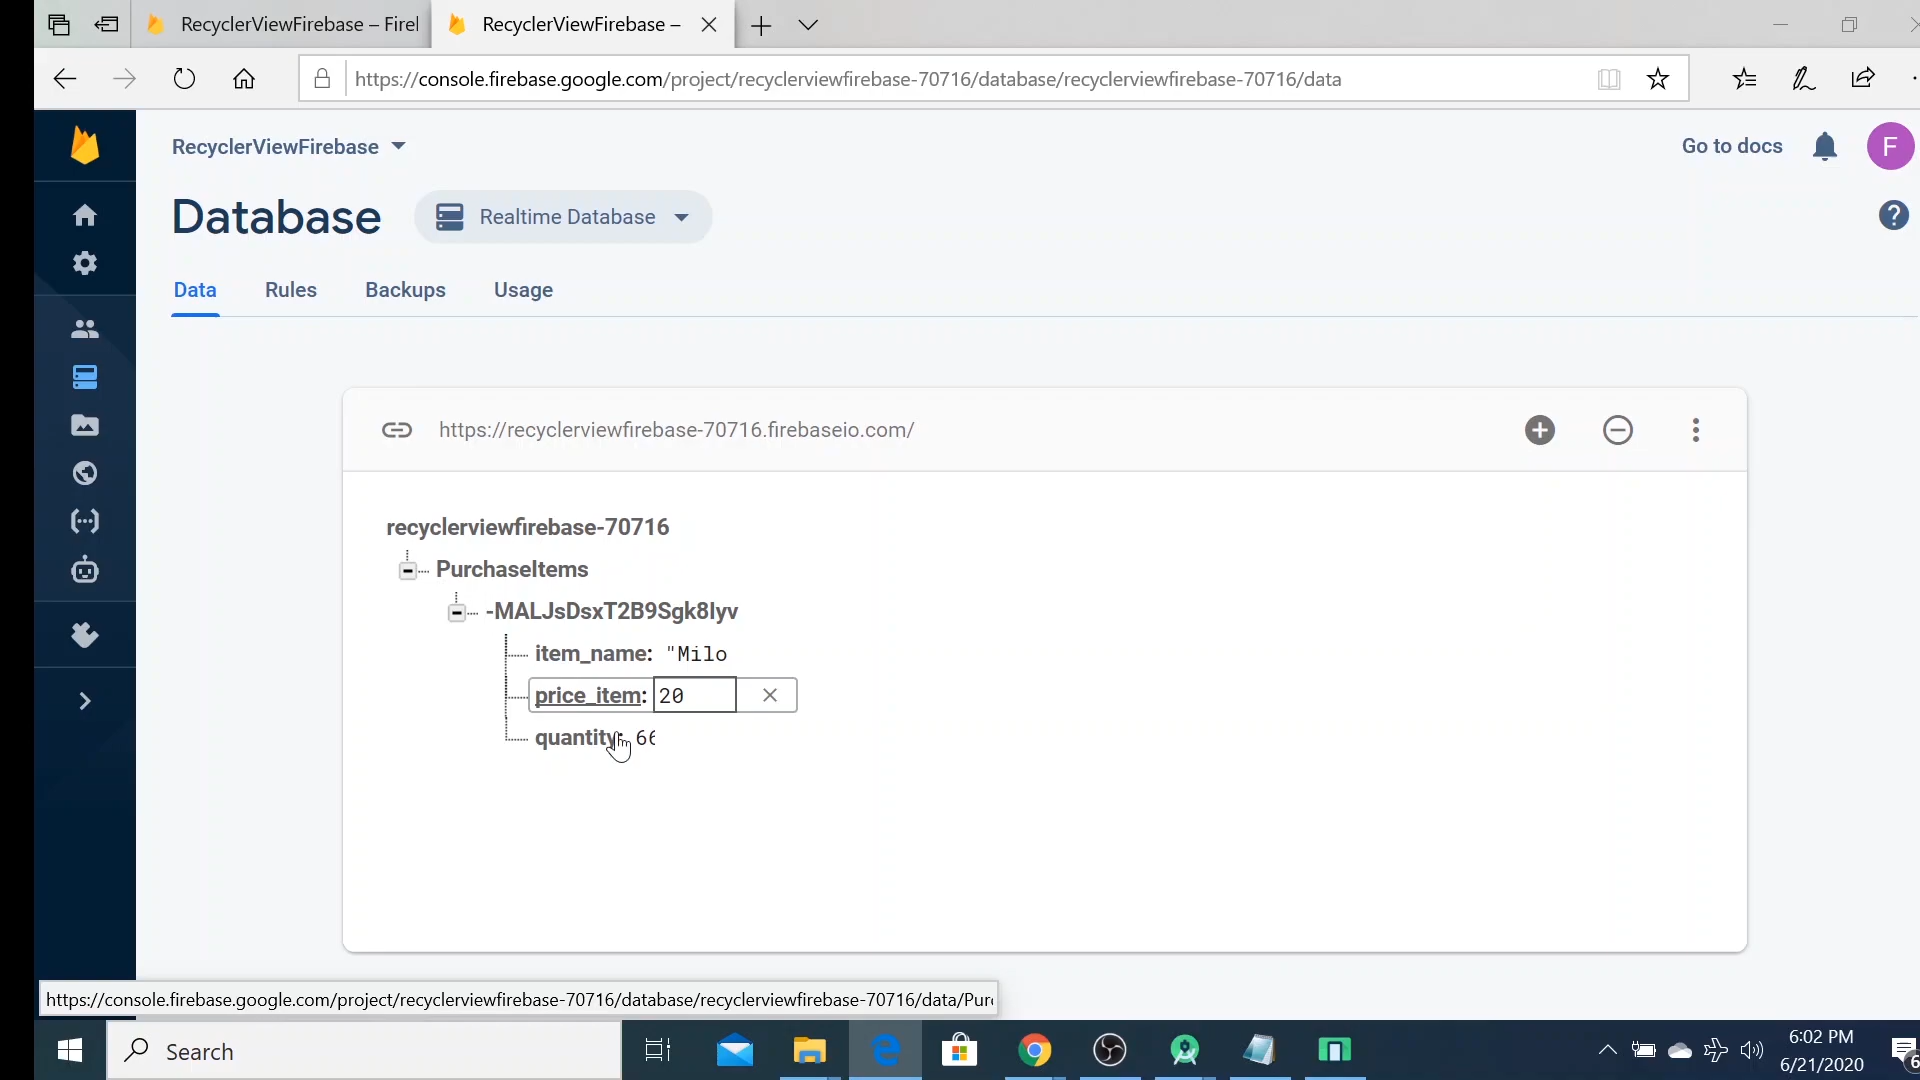 RecyclerViewFirebase – Firel
RecyclerViewFirebase –
https://console.firebase.google.com/project/recyclerviewfirebase-70716/database/recyclerviewfirebase-70716/data
RecyclerViewFirebase
Go to docs
F
Database
Realtime Database
?
Data
Rules
Backups
Usage
https://recyclerviewfirebase-70716.firebaseio.com/
recyclerviewfirebase-70716
PurchaseItems
-MALJsDsxT2B9Sgk8Iyv
item_name: "Milo
price_item: 20
quantity: 66
https://console.firebase.google.com/project/recyclerviewfirebase-70716/database/recyclerviewfirebase-70716/data/Pur
Search
6:02 PM
6/21/2020
6